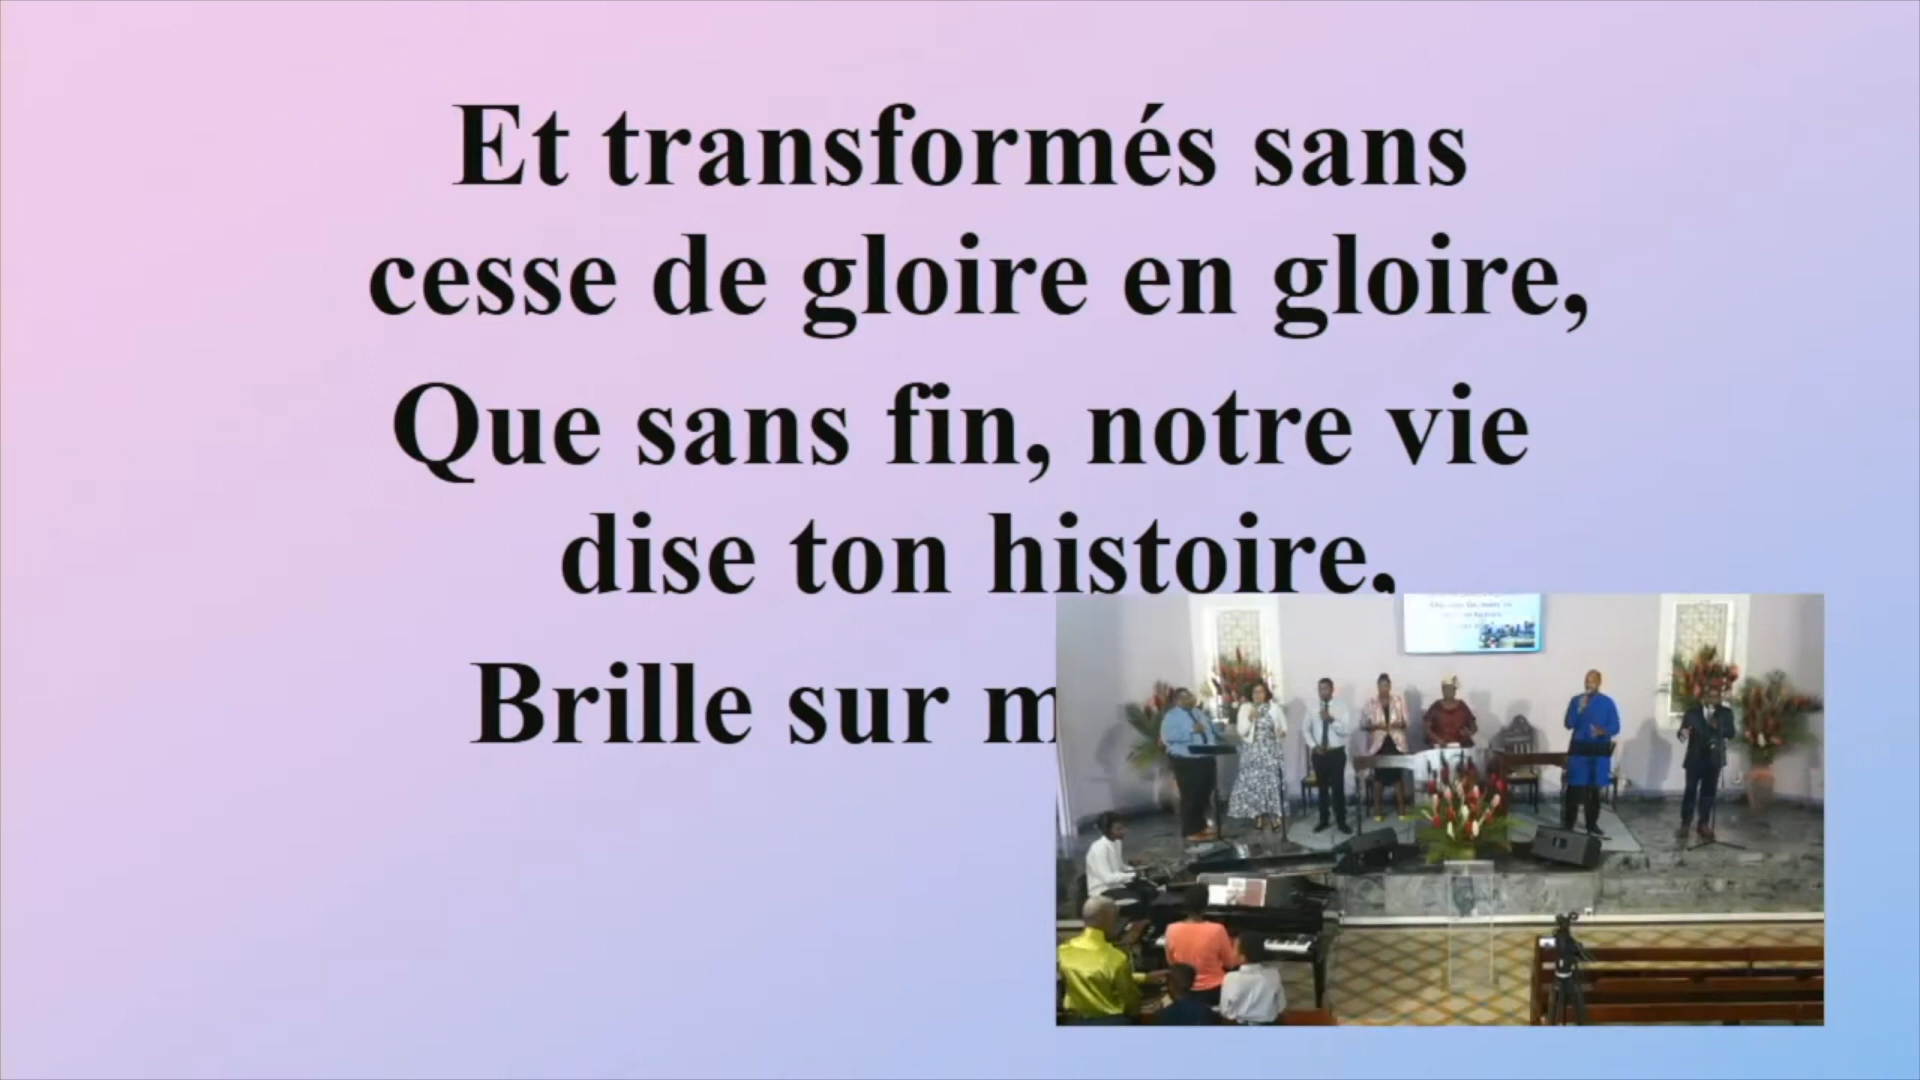 Et transformés sans
cesse de gloire en gloire,
Que sans fin, notre vie
dise ton histoire,
Brille sur